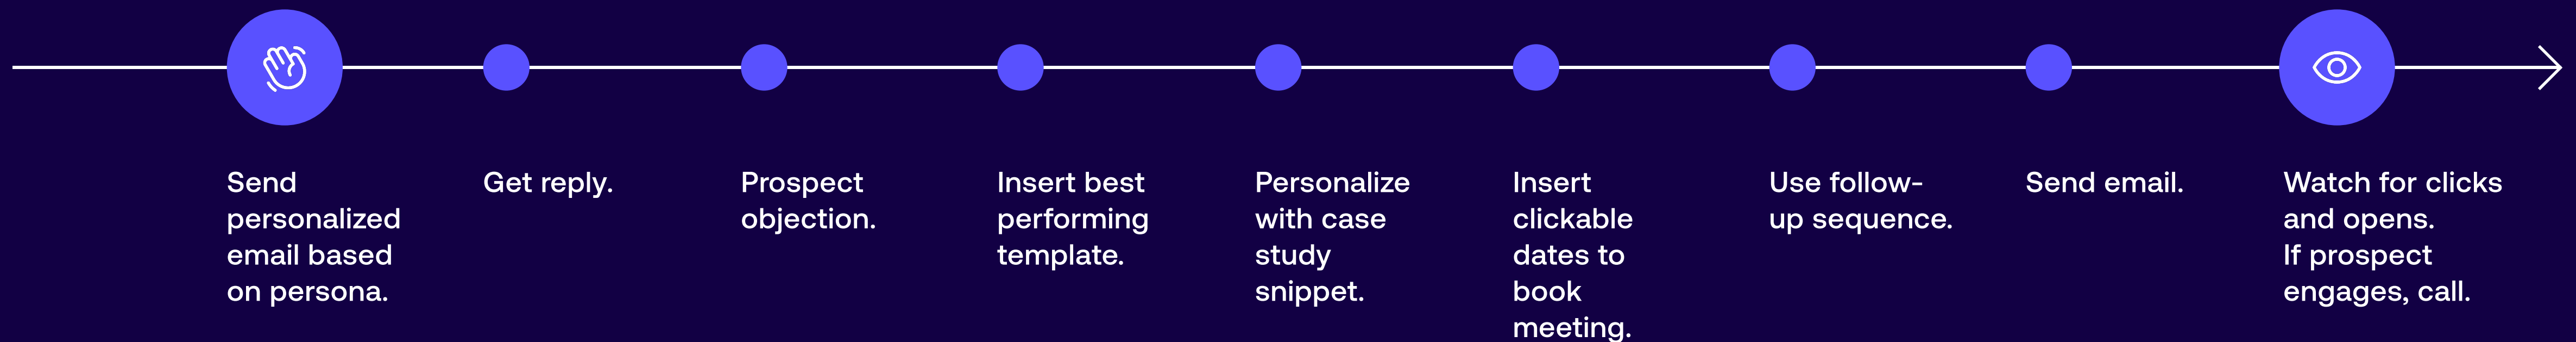 Send
personalized
email based
on persona.
Get reply.
Prospect
objection.
Insert best
performing
template.
Personalize
with case
study
snippet.
Insert
clickable
dates to
book
meeting.
Use follow-
up sequence.
Send email.
Watch for clicks
and opens.
If prospect
engages, call.